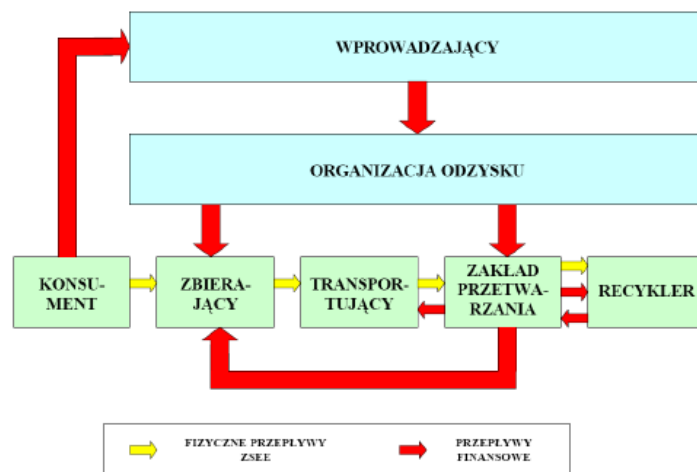 WPROWADZAJĄCY
ORGANIZACJA ODZYSKU
KONSU-
MENT
ZBIERA-
JĄCY
TRANSPOR-
TUJĄCY
ZAKŁAD
PRZETWA-
RZANIA
RECYKLER
FIZYCZNE PRZEPŁYWY
ZSEE
PRZEPŁYWY
FINANSOWE